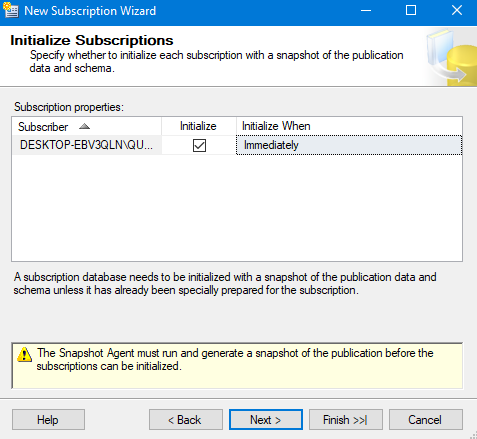 New Subscription Wizard
Initialize Subscriptions
Specify whether to initialize each subscription with a snapshot of the publication
data and schema.
Subscription properties:
Subscriber Initialize Initialize When
DESKTOP-EBV3QLN\QU... Immediately
A subscription database needs to be initialized with a snapshot of the publication data and
schema unless it has already been specially prepared for the subscription.
The Snapshot Agent must run and generate a snapshot of the publication before the
subscriptions can be initialized.
Help < Back Next > Finish >>| Cancel